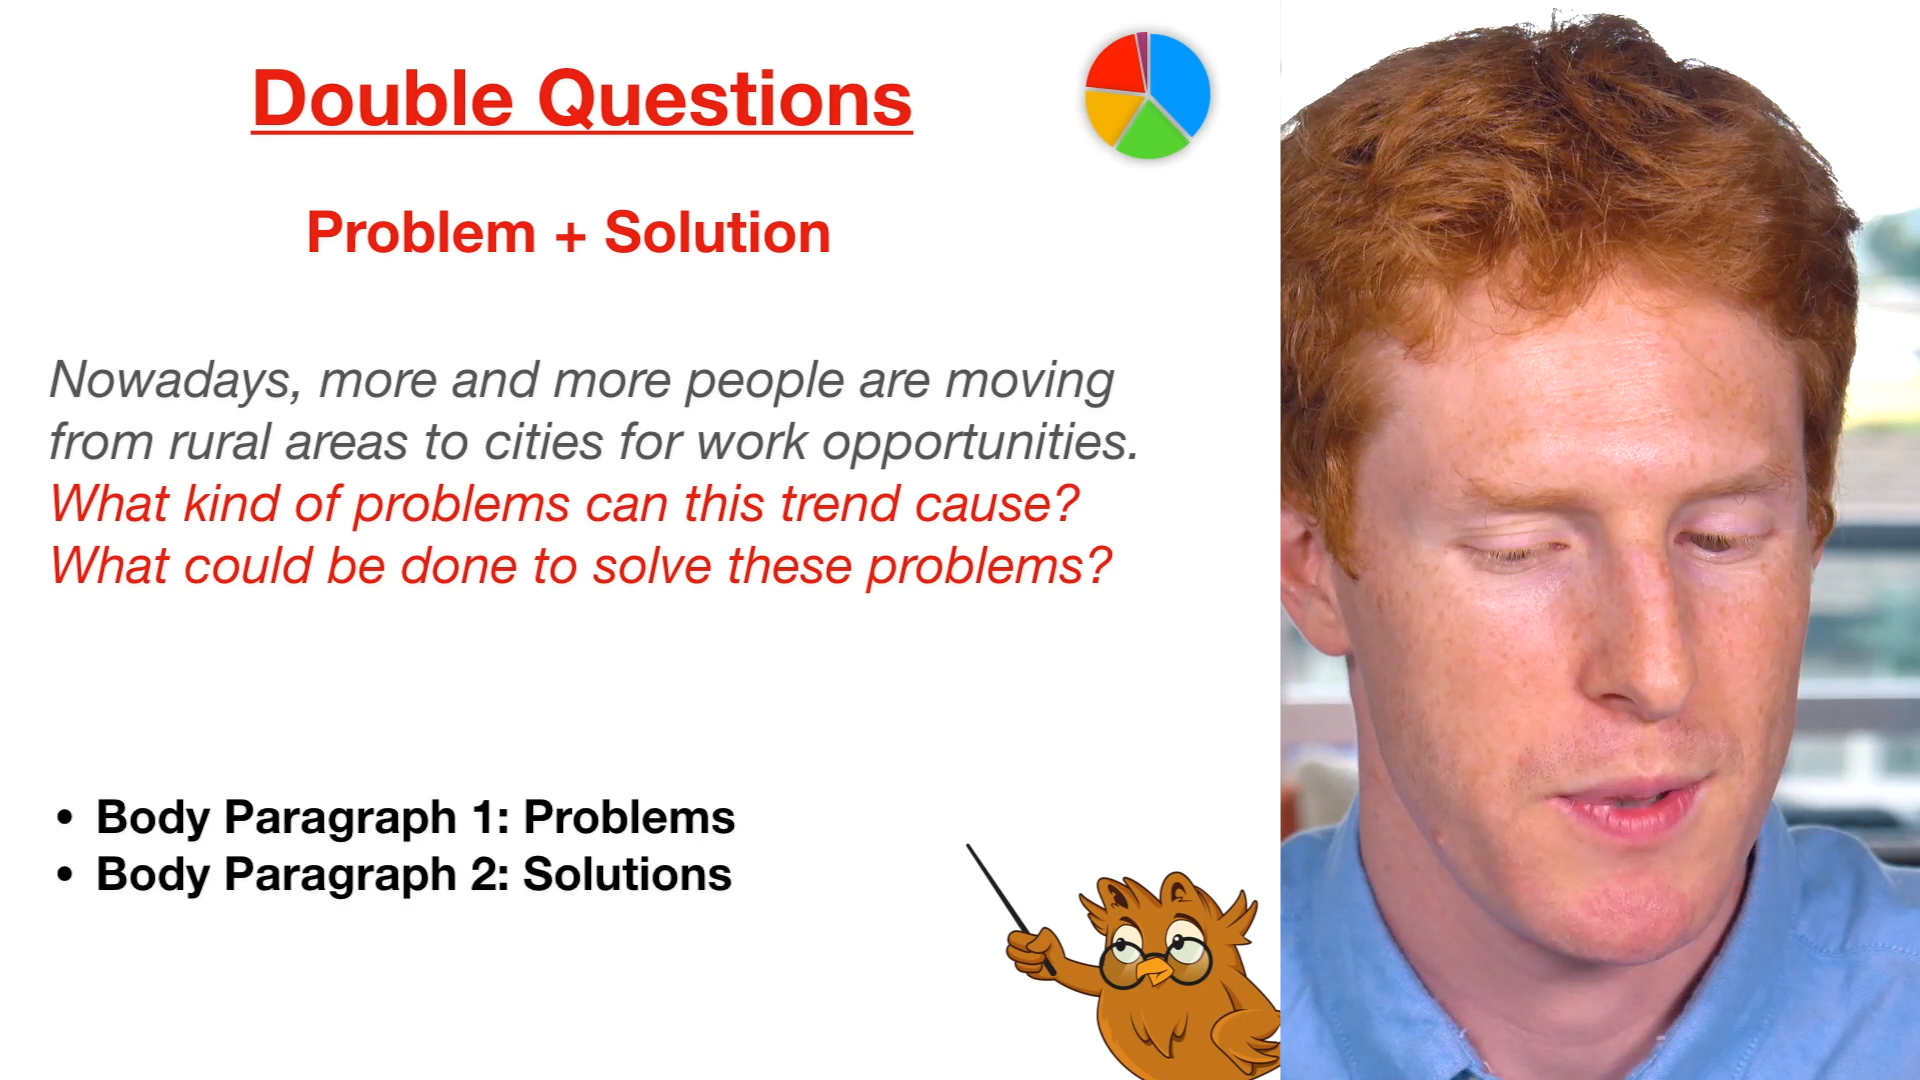 Double Questions
Problem + Solution
Nowadays, more and more people are moving
from rural areas to cities for work opportunities.
What kind of problems can this trend cause?
What could be done to solve these problems?
• Body Paragraph 1: Problems
• Body Paragraph 2: Solutions